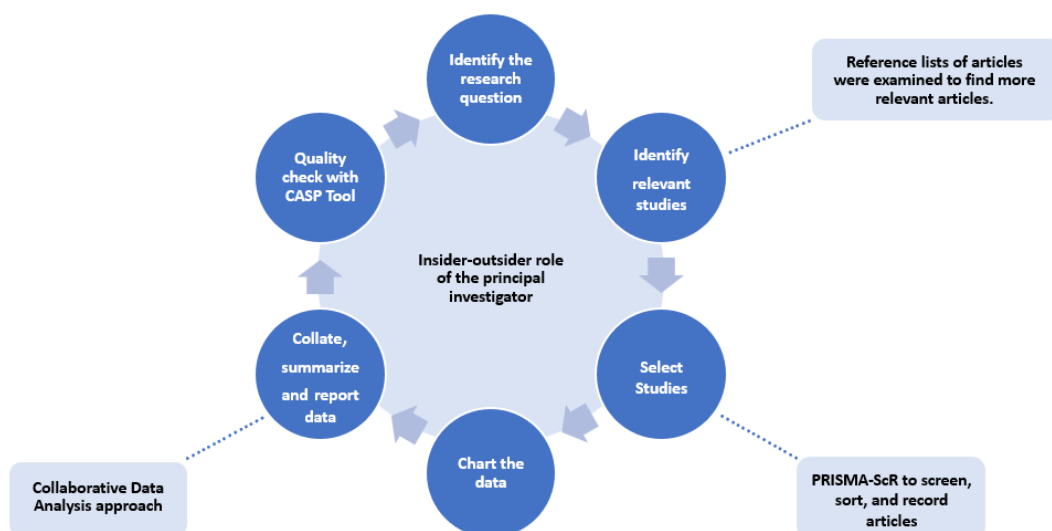 Identify the
research
question
Reference lists of articles
were examined to find more
relevant articles.
Identify
relevant
studies
Quality
check with
CASP Tool
Insider-outsider role
of the principal
investigator
Select
Studies
Collate,
summarize
and report
data
Chart the
data
Collaborative Data
Analysis approach
PRISMA-ScR to screen,
sort, and record
articles